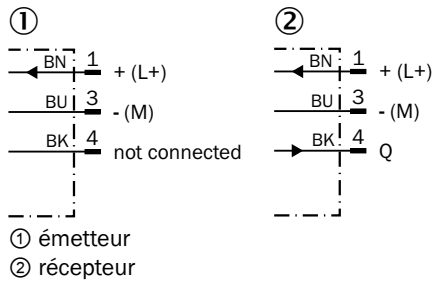 ① ②
BN 1 + (L+) BN 1 + (L+)
BU 3 - (M) BU 3 - (M)
BK 4 not connected BK 4 Q
① émetteur
② récepteur